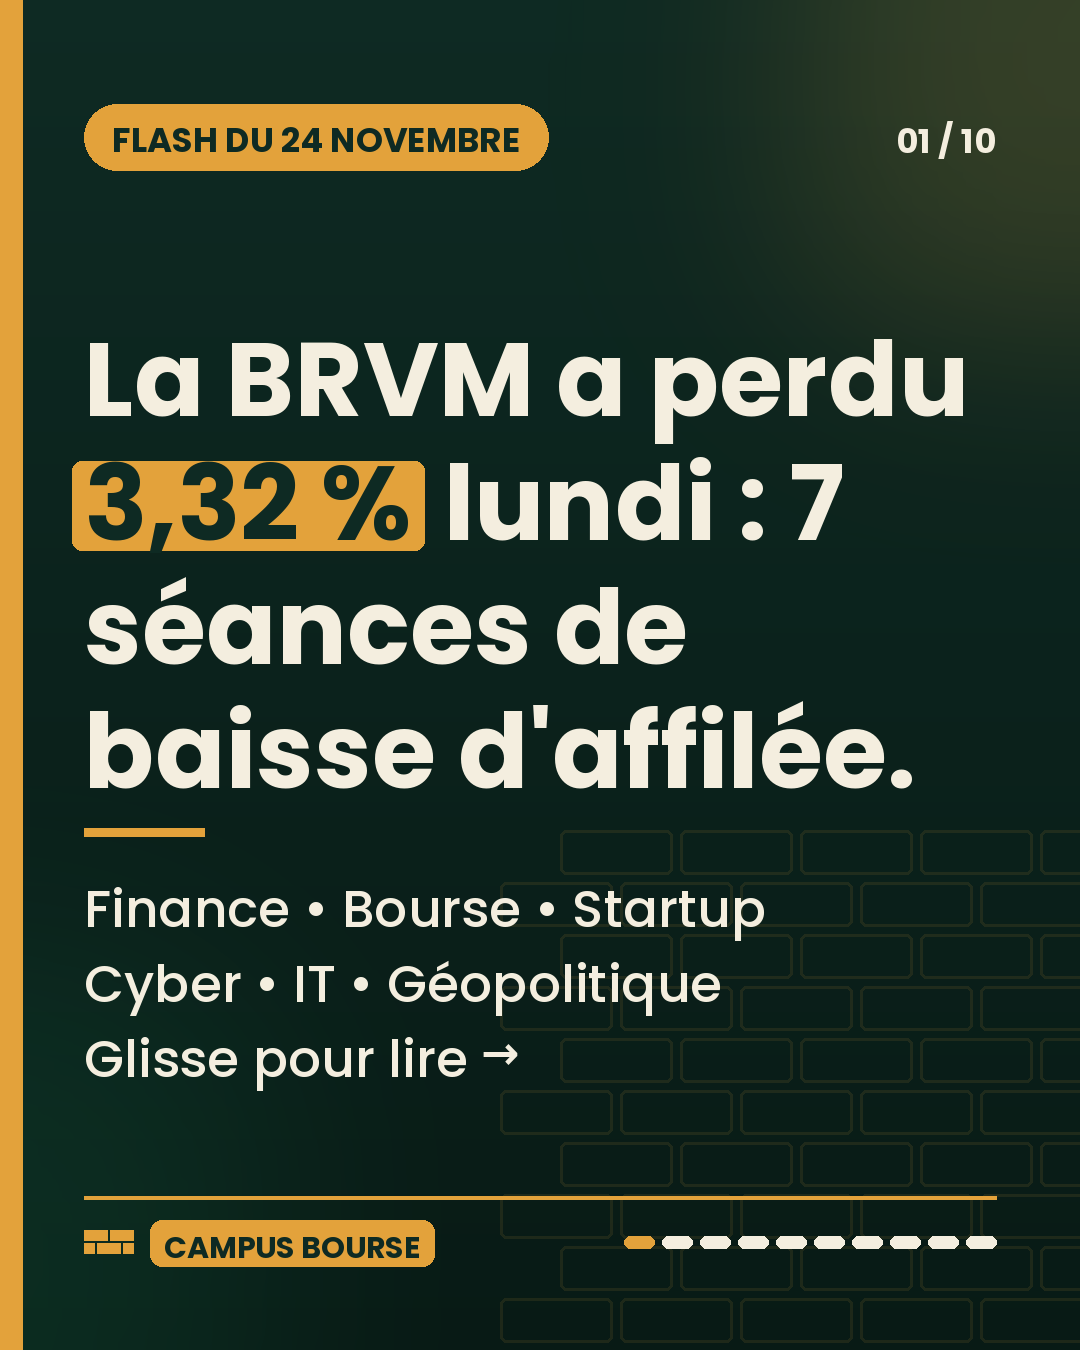 FLASH DU 24 NOVEMBRE
01 / 10
La BRVM a perdu
3,32 % lundi : 7
séances de
baisse d'affilée.
Finance • Bourse • Startup
Cyber • IT • Géopolitique
Glisse pour lire →
CAMPUS BOURSE